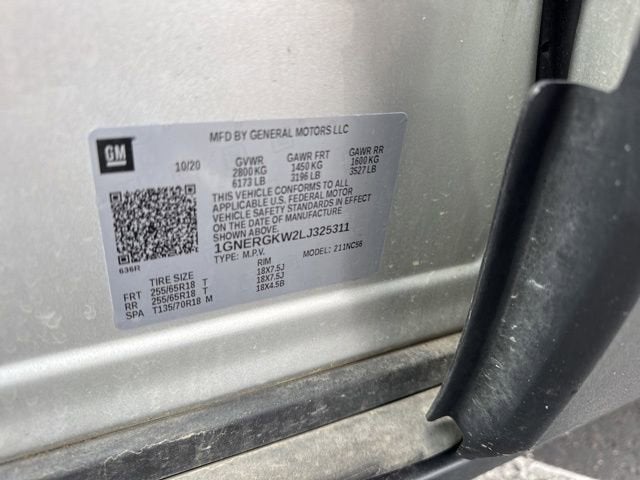 MFD BY GENERAL MOTORS LLC
GM
10/20 GVWR GAWR FRT GAWR RR
2800 KG 1450 KG 1600 KG
6173 LB 3196 LB 3527 LB
THIS VEHICLE CONFORMS TO ALL
APPLICABLE U.S. FEDERAL MOTOR
VEHICLE SAFETY STANDARDS IN EFFECT
ON THE DATE OF MANUFACTURE
SHOWN ABOVE.
1GNERGKW2LJ325311
TYPE: M.P.V. MODEL: 211NC56
636R
TIRE SIZE RIM
FRT 255/65R18 T 18X7.5J
RR 255/65R18 T 18X7.5J
SPA T135/70R18 M 18X4.5B